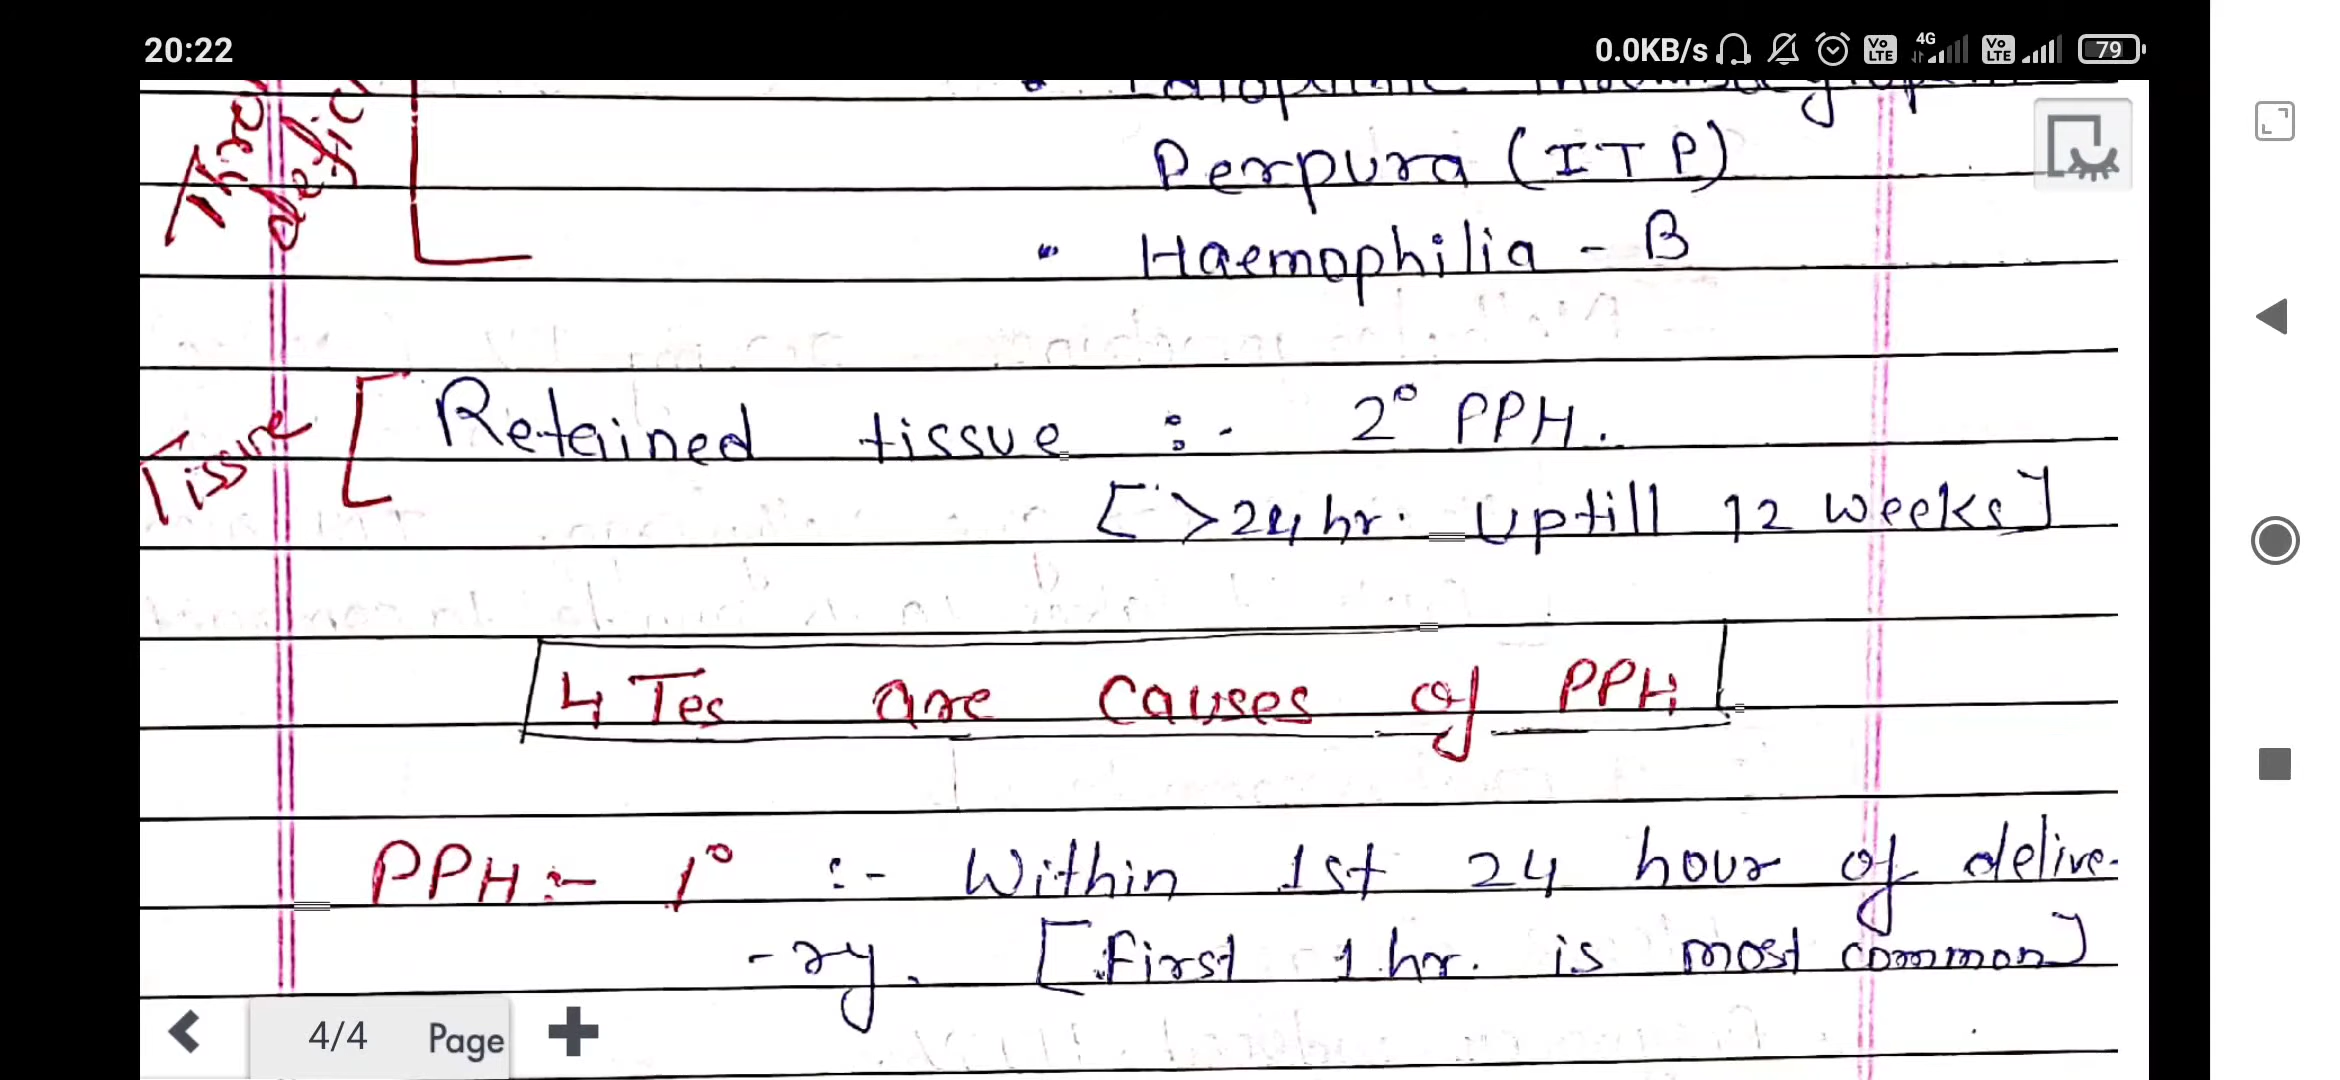 20:22 0.0KB/s 4G 79
Perpura (ITP)
Haemophilia - B
Tissue
Retained tissue :- 2° PPH.
[>24 hr. uptill 12 weeks]
4 Tes are causes of PPH
PPH:- 1° :- Within 1st 24 hour of delive-
-ry. [First 1 hr. is most common]
4/4 Page